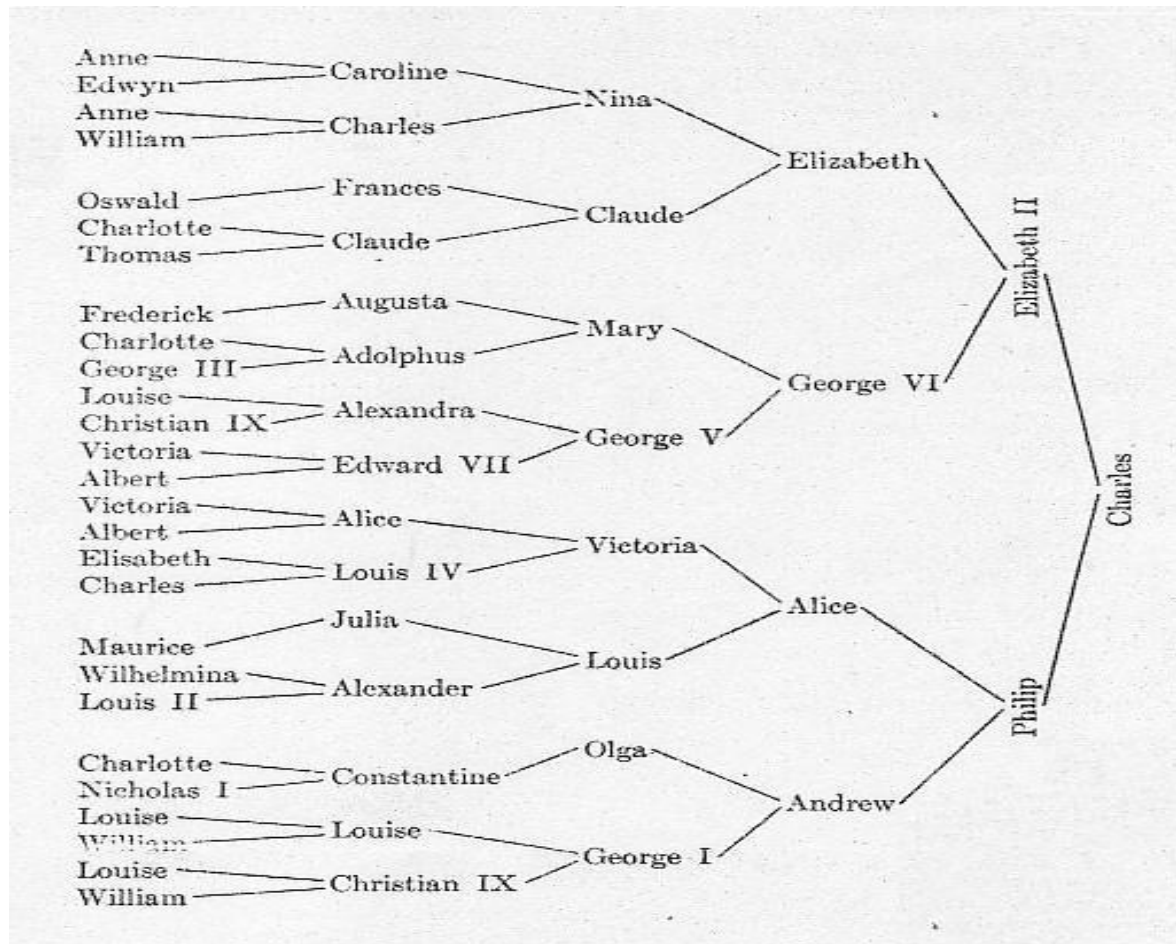 Anne
Edwyn
Anne
William
Oswald
Charlotte
Thomas
Frederick
Charlotte
George III
Louise
Christian IX
Victoria
Albert
Victoria
Albert
Elisabeth
Charles
Maurice
Wilhelmina
Louis II
Charlotte
Nicholas I
Louise
William
Louise
William
Caroline
Charles
Frances
Claude
Augusta
Adolphus
Alexandra
Edward VII
Alice
Louis IV
Julia
Alexander
Constantine
Louise
Christian IX
Nina
Claude
Mary
George V
Victoria
Louis
Olga
George I
Elizabeth
George VI
Alice
Andrew
Elizabeth II
Philip
Charles